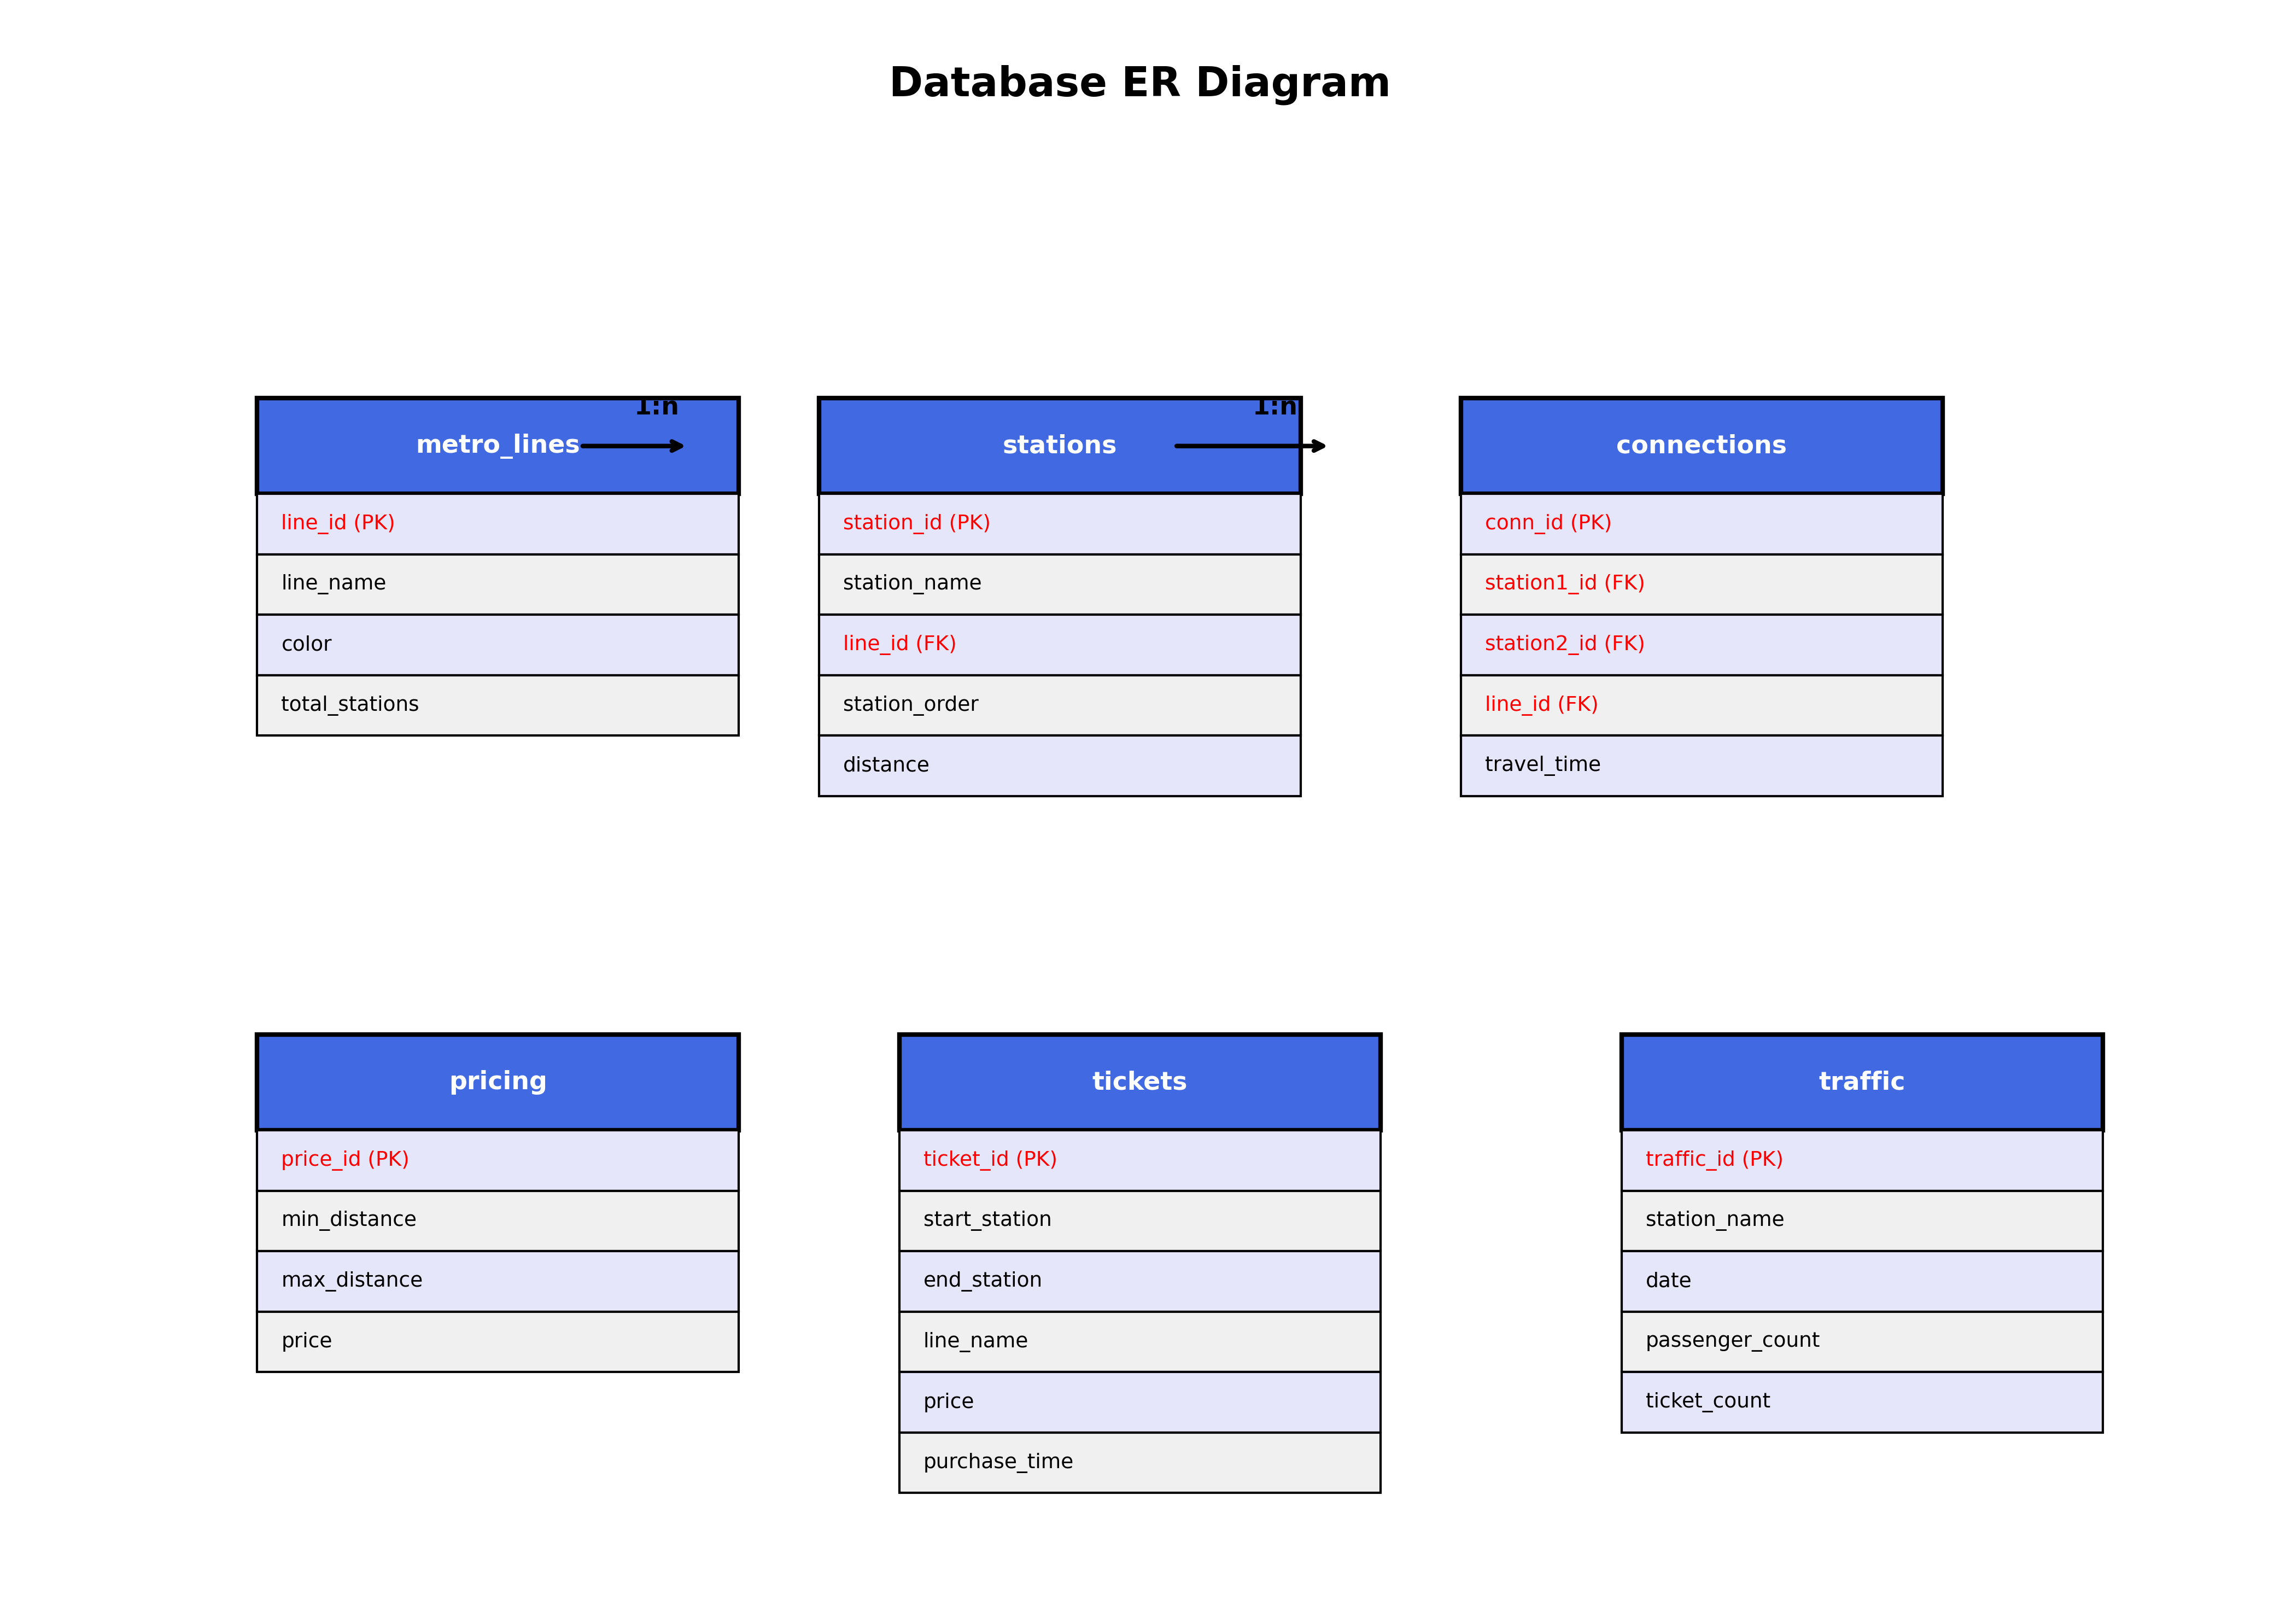 Database ER Diagram
1:n
1:n
metro_lines
stations
connections
line_id (PK)
line_name
color
total_stations
station_id (PK)
station_name
line_id (FK)
station_order
distance
conn_id (PK)
station1_id (FK)
station2_id (FK)
line_id (FK)
travel_time
pricing
price_id (PK)
min_distance
max_distance
price
tickets
ticket_id (PK)
start_station
end_station
line_name
price
purchase_time
traffic
traffic_id (PK)
station_name
date
passenger_count
ticket_count